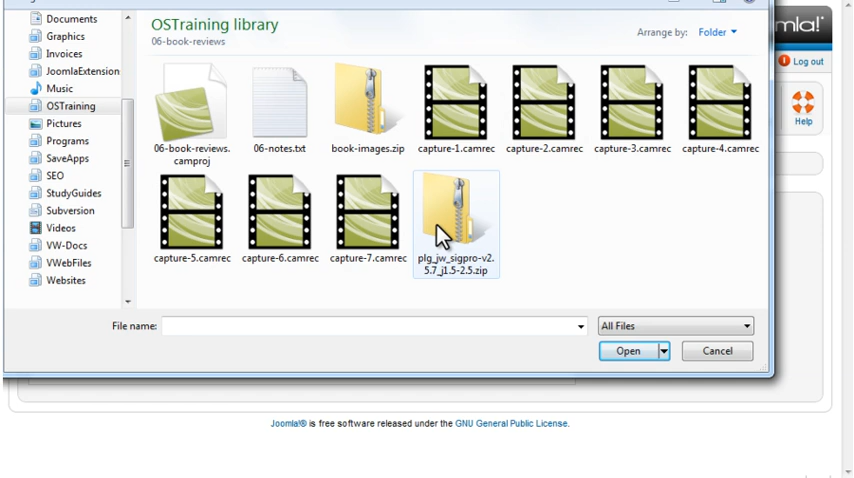 Documents
Graphics
Invoices
JoomlaExtension
Music
OSTraining
Pictures
Programs
SaveApps
SEO
StudyGuides
Subversion
Videos
VW-Docs
VWebFiles
Websites
OSTraining library
06-book-reviews
Arrange by: Folder
06-book-reviews.
camproj
06-notes.txt
book-images.zip
capture-1.camrec
capture-2.camrec
capture-3.camrec
capture-4.camrec
capture-5.camrec
capture-6.camrec
capture-7.camrec
plg_jw_sigpro-v2.
5.7_j1.5-2.5.zip
File name:
All Files
Open
Cancel
mla!
Log out
Help
Joomla!® is free software released under the GNU General Public License.